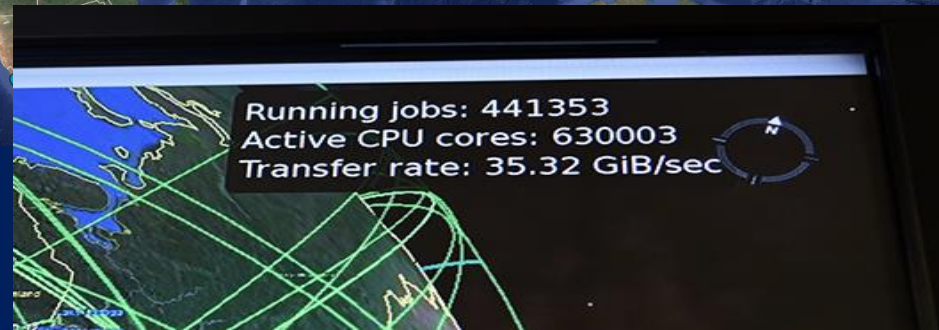 Running jobs: 441353
Active CPU cores: 630003
Transfer rate: 35.32 GiB/sec
N